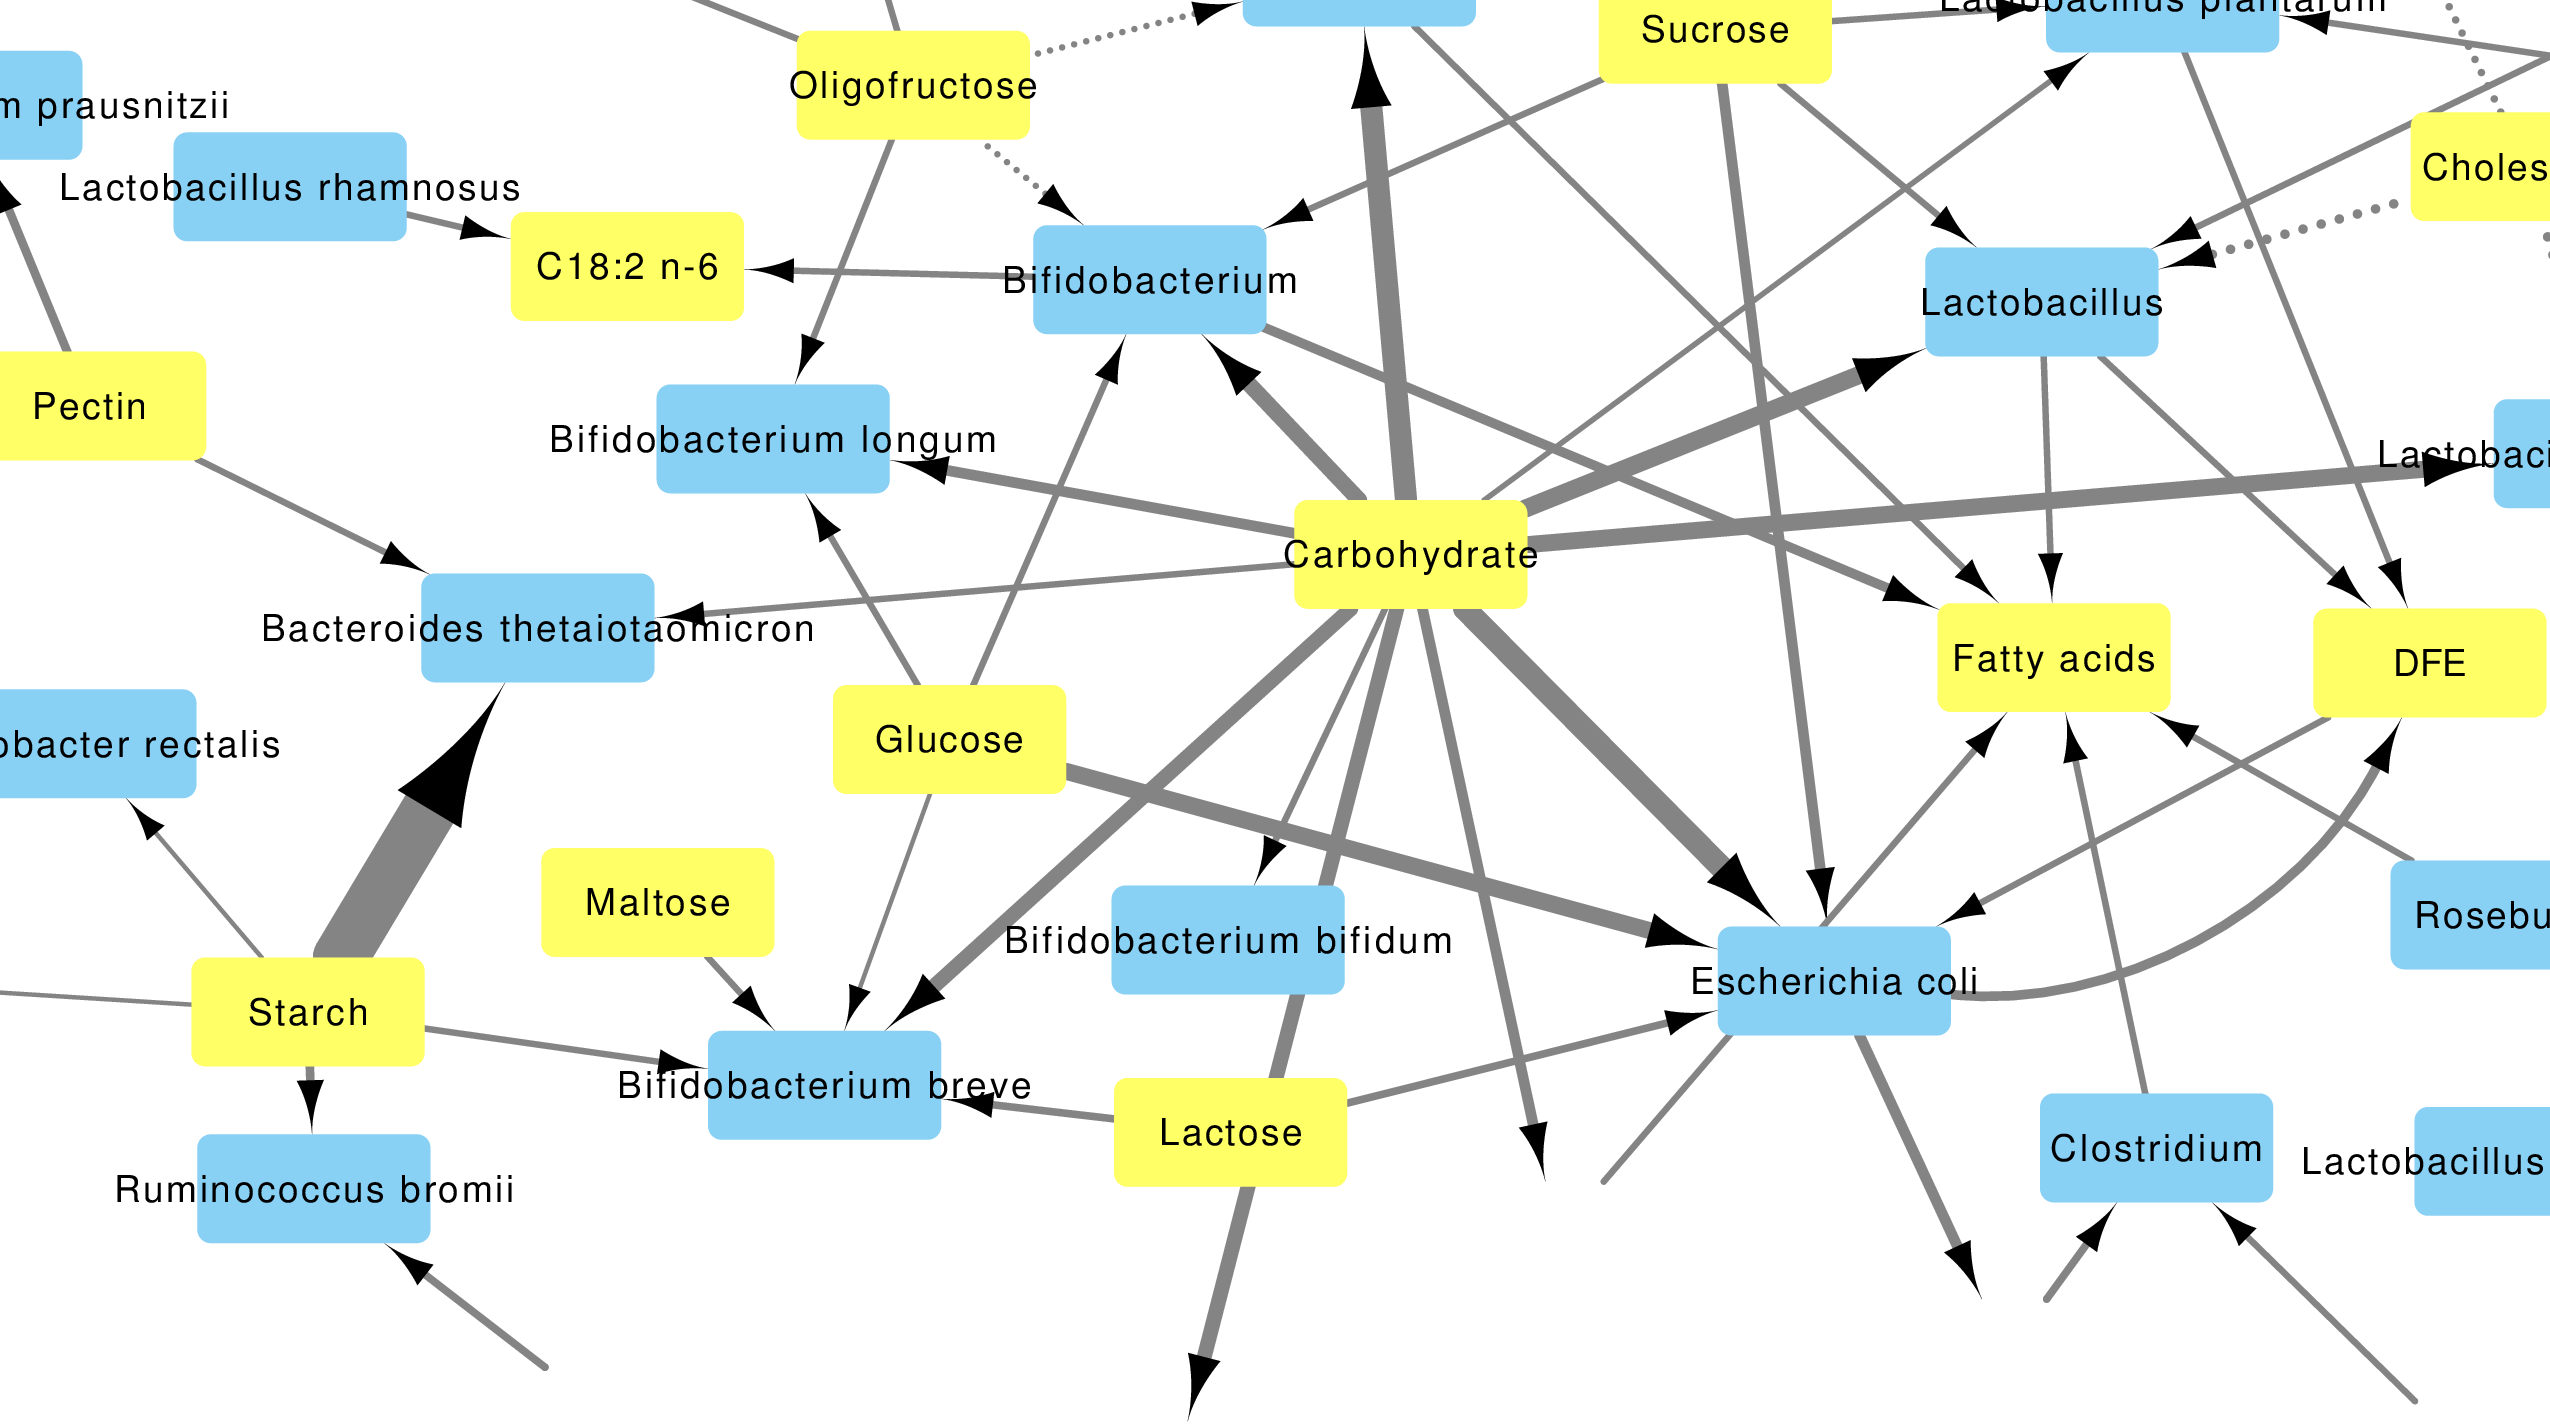 Lactobacillus plantarum
Sucrose
Oligofructose
m prausnitzii
Choles
Lactobacillus rhamnosus
C18:2 n-6
Bifidobacterium
Lactobacillus
Pectin
Bifidobacterium longum
Lactobaci
Carbohydrate
Bacteroides thetaiotaomicron
Fatty acids
DFE
Glucose
obacter rectalis
Maltose
Rosebu
Bifidobacterium bifidum
Escherichia coli
Starch
Bifidobacterium breve
Lactose
Clostridium
Lactobacillus
Ruminococcus bromii